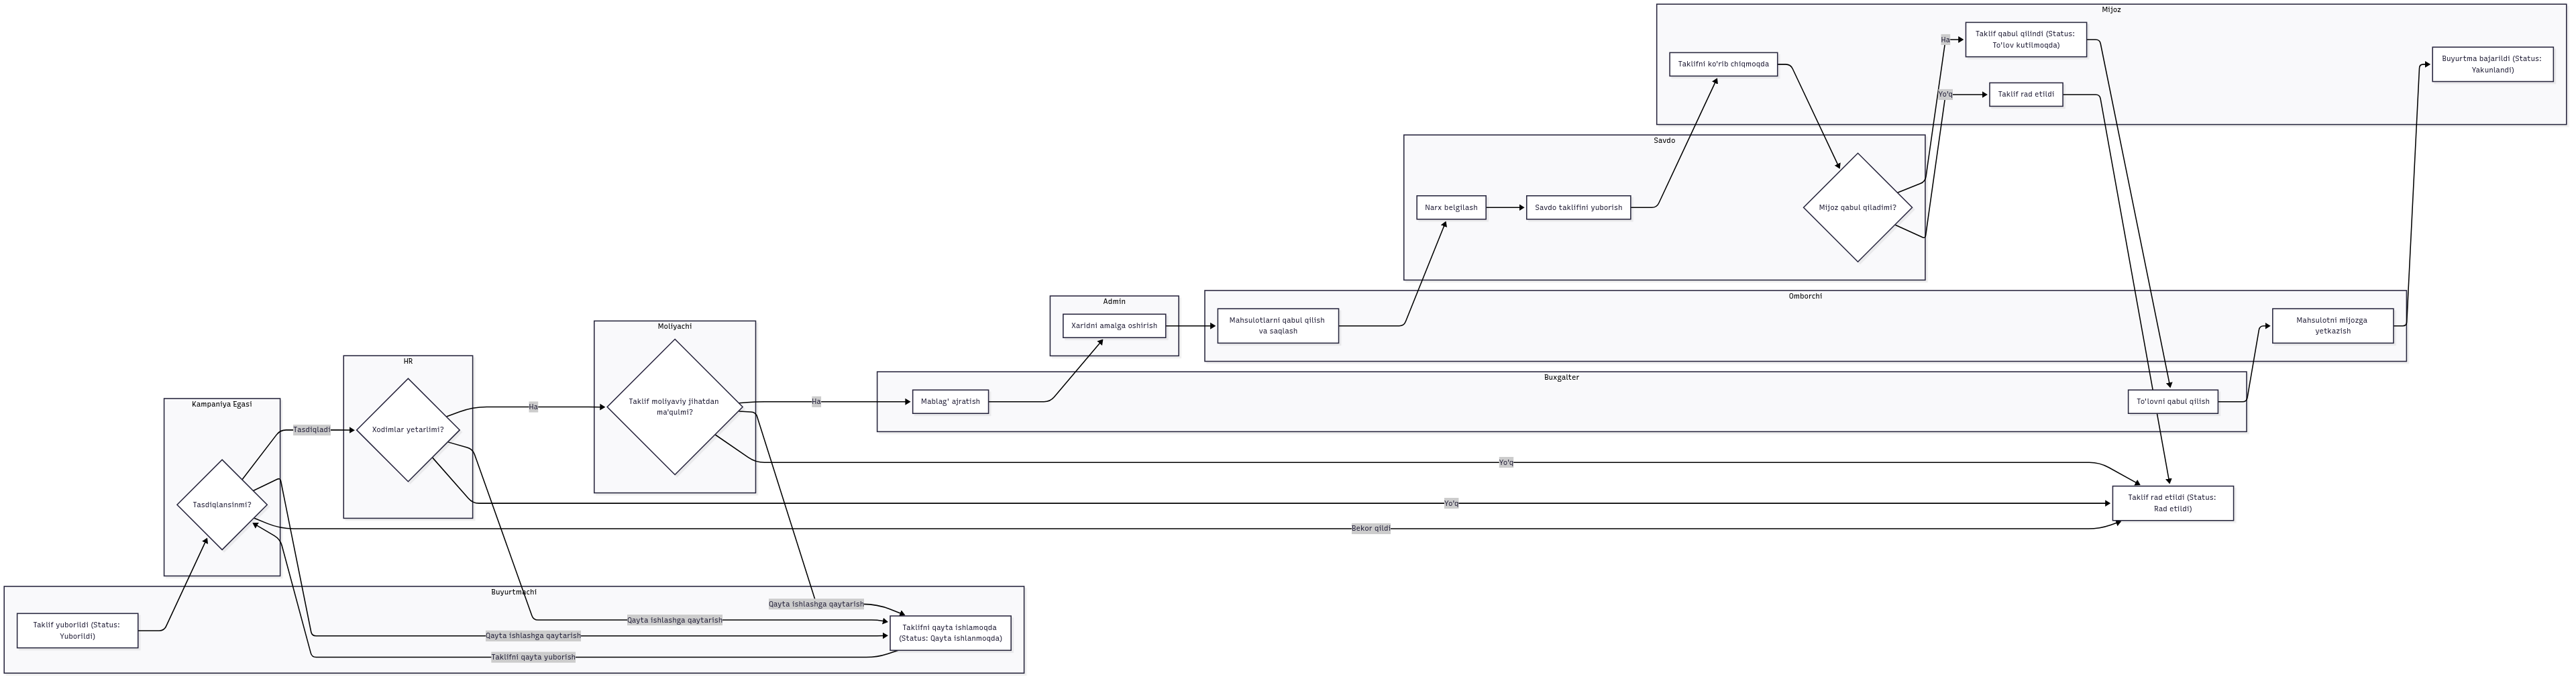 Mijoz
Taklifni ko'rib chiqmoqda
Ha
Taklif qabul qilindi (Status:
To'lov kutilmoqda)
Yo'q
Taklif rad etildi
Buyurtma bajarildi (Status:
Yakunlandi)
Savdo
Narx belgilash
Savdo taklifini yuborish
Mijoz qabul qiladimi?
Omborchi
Mahsulotlarni qabul qilish
va saqlash
Mahsulotni mijozga
yetkazish
Admin
Xaridni amalga oshirish
Buxgalter
Mablag' ajratish
To'lovni qabul qilish
Moliyachi
Taklif moliyaviy jihatdan
ma'qulmi?
Ha
Yo'q
HR
Xodimlar yetarlimi?
Ha
Yo'q
Kampaniya Egasi
Tasdiqlansinmi?
Tasdiqladi
Bekor qildi
Taklif rad etildi (Status:
Rad etildi)
Buyurtmachi
Taklif yuborildi (Status:
Yuborildi)
Qayta ishlashga qaytarish
Qayta ishlashga qaytarish
Qayta ishlashga qaytarish
Taklifni qayta yuborish
Taklifni qayta ishlamoqda
(Status: Qayta ishlanmoqda)